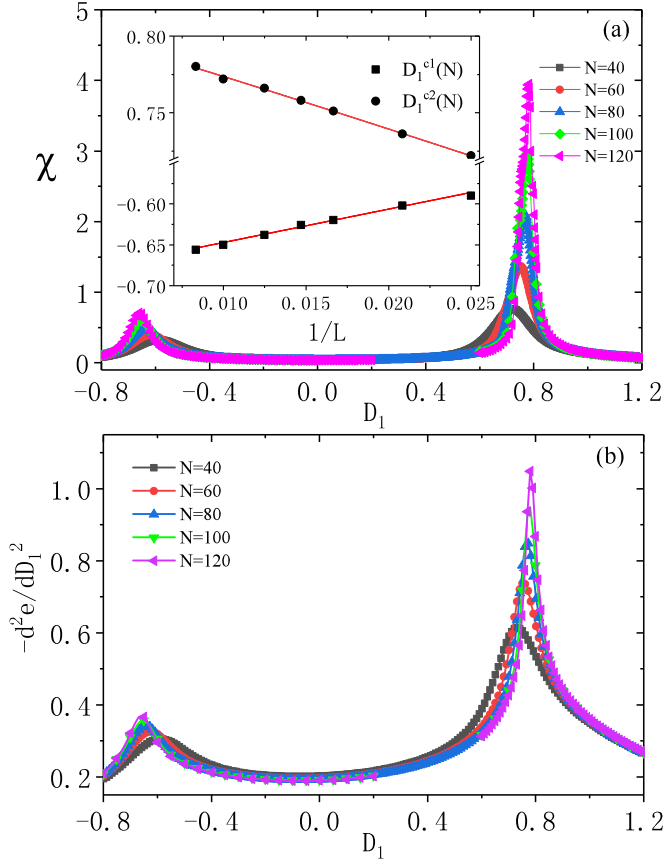 (a)
χ
5
4
3
2
1
0
-0.8 -0.4 0.0 0.4 0.8 1.2
D₁
N=40
N=60
N=80
N=100
N=120
0.80
0.75
-0.60
-0.65
-0.70
0.010 0.015 0.020 0.025
1/L
D₁ᶜ¹(N)
D₁ᶜ²(N)
(b)
-d²e/dD₁²
1.0
0.8
0.6
0.4
0.2
-0.8 -0.4 0.0 0.4 0.8 1.2
D₁
N=40
N=60
N=80
N=100
N=120